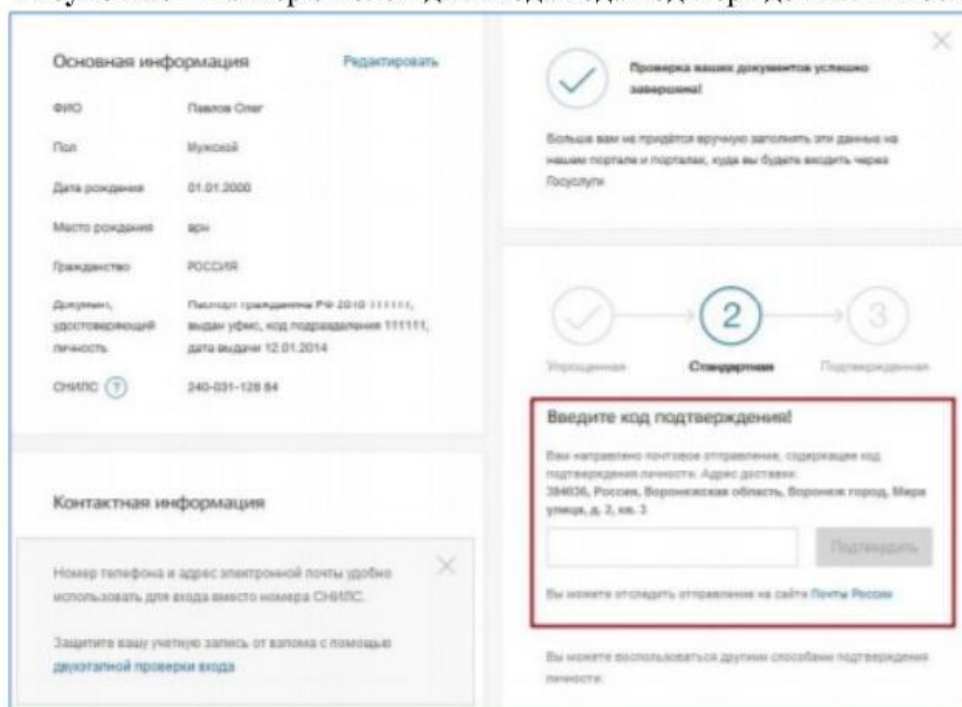 Основная информация
Редактировать
ФИО
Павлов Олег
Пол
Мужской
Дата рождения
01.01.2000
Место рождения
врн
Гражданство
РОССИЯ
Документ,
удостоверяющий
личность
Паспорт гражданина РФ 2010 111111,
выдан уфмс, код подразделения 111111,
дата выдачи 12.01.2014
СНИЛС ?
240-031-128 84
Контактная информация
Номер телефона и адрес электронной почты удобно
использовать для входа вместо номера СНИЛС.
Защитите вашу учетную запись от взлома с помощью
двухэтапной проверки входа
Проверка ваших документов успешно
завершена!
Больше вам не придётся вручную заполнять эти данные на
нашем портале и порталах, куда вы будете входить через
Госуслуги
2
3
Упрощенная
Стандартная
Подтвержденная
Введите код подтверждения!
Вам направлено почтовое отправление, содержащее код
подтверждения личности. Адрес доставки:
394036, Россия, Воронежская область, Воронеж город, Мира
улица, д. 3, кв. 3
Подтвердить
Вы можете отследить отправление на сайте Почты России
Вы можете воспользоваться другими способами подтверждения
личности: